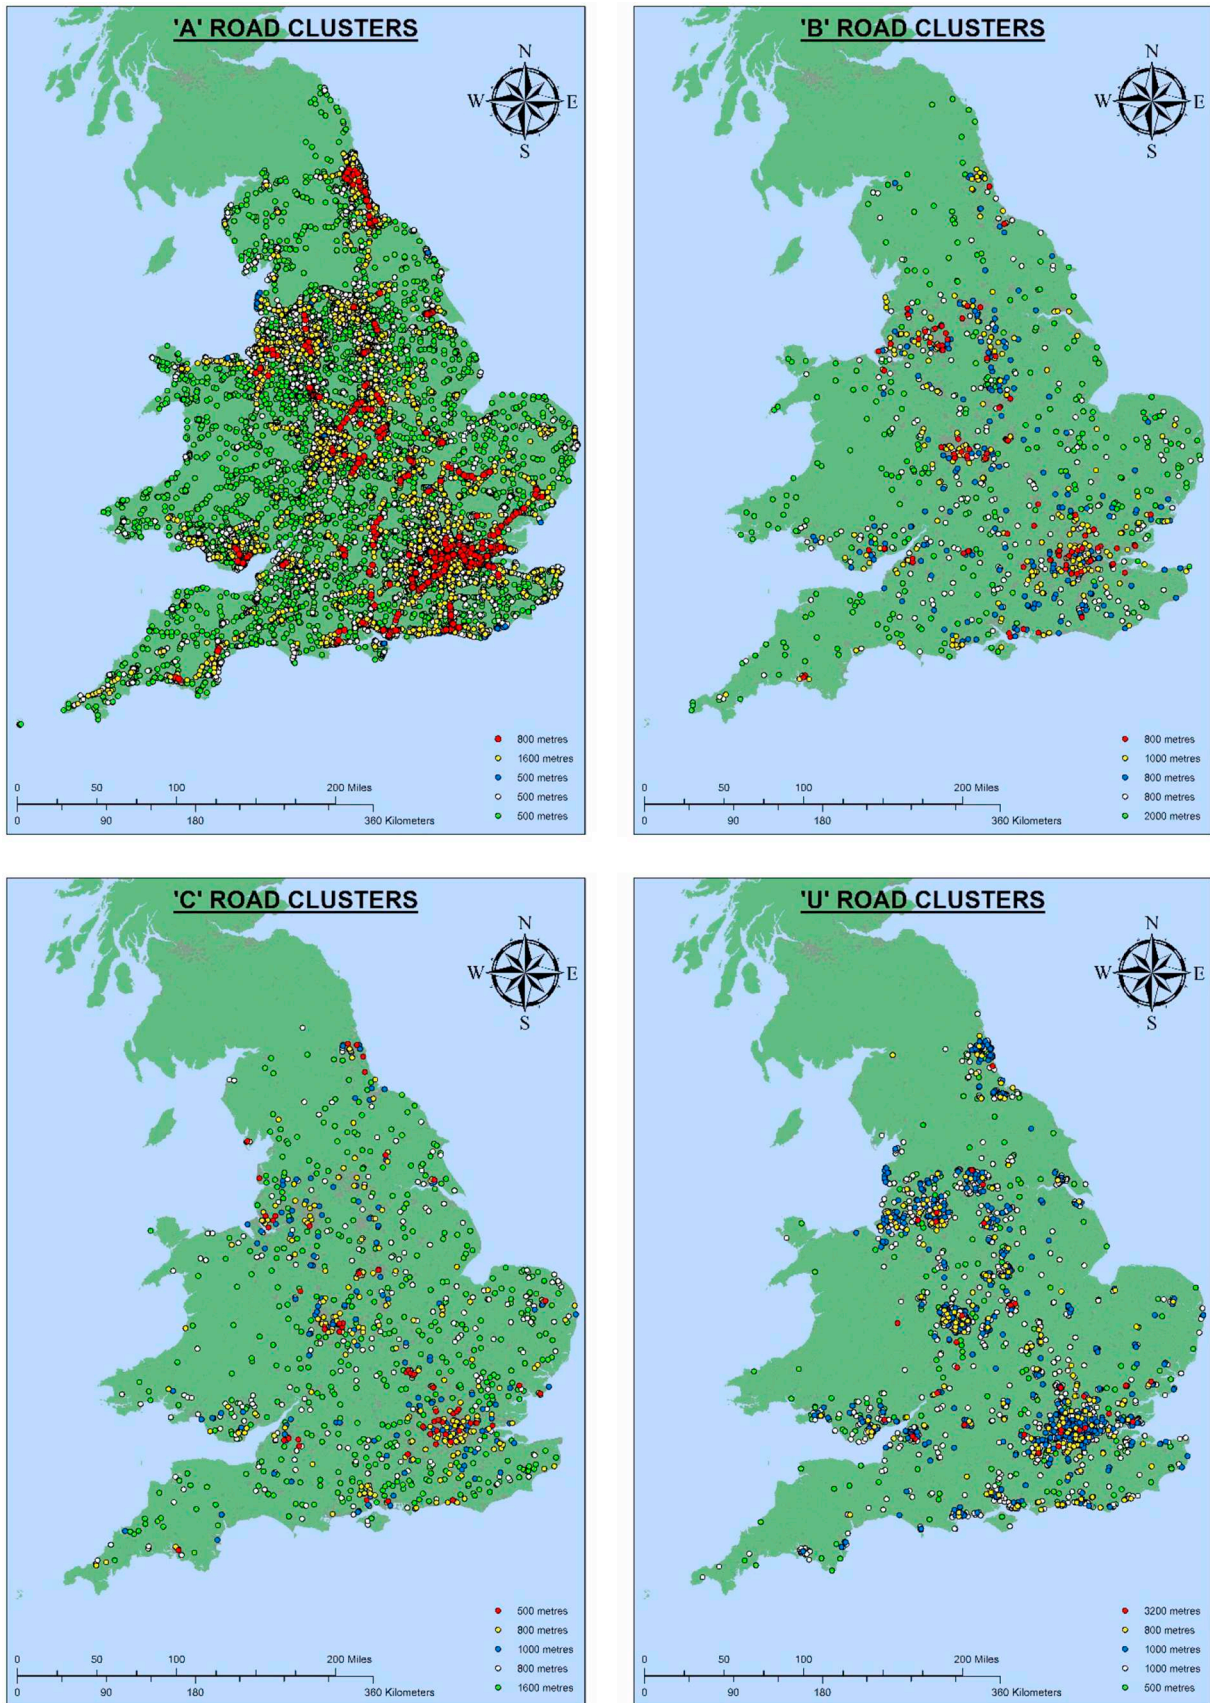 'A' ROAD CLUSTERS
N
W E
S
800 metres
1600 metres
500 metres
500 metres
500 metres
0 50 100 200 Miles
0 90 180 360 Kilometers
'B' ROAD CLUSTERS
N
W E
S
800 metres
1000 metres
800 metres
800 metres
2000 metres
0 50 100 200 Miles
0 90 180 360 Kilometers
'C' ROAD CLUSTERS
N
W E
S
500 metres
800 metres
1000 metres
800 metres
1600 metres
0 50 100 200 Miles
0 90 180 360 Kilometers
'U' ROAD CLUSTERS
N
W E
S
3200 metres
800 metres
1000 metres
1000 metres
500 metres
0 50 100 200 Miles
0 90 180 360 Kilometers